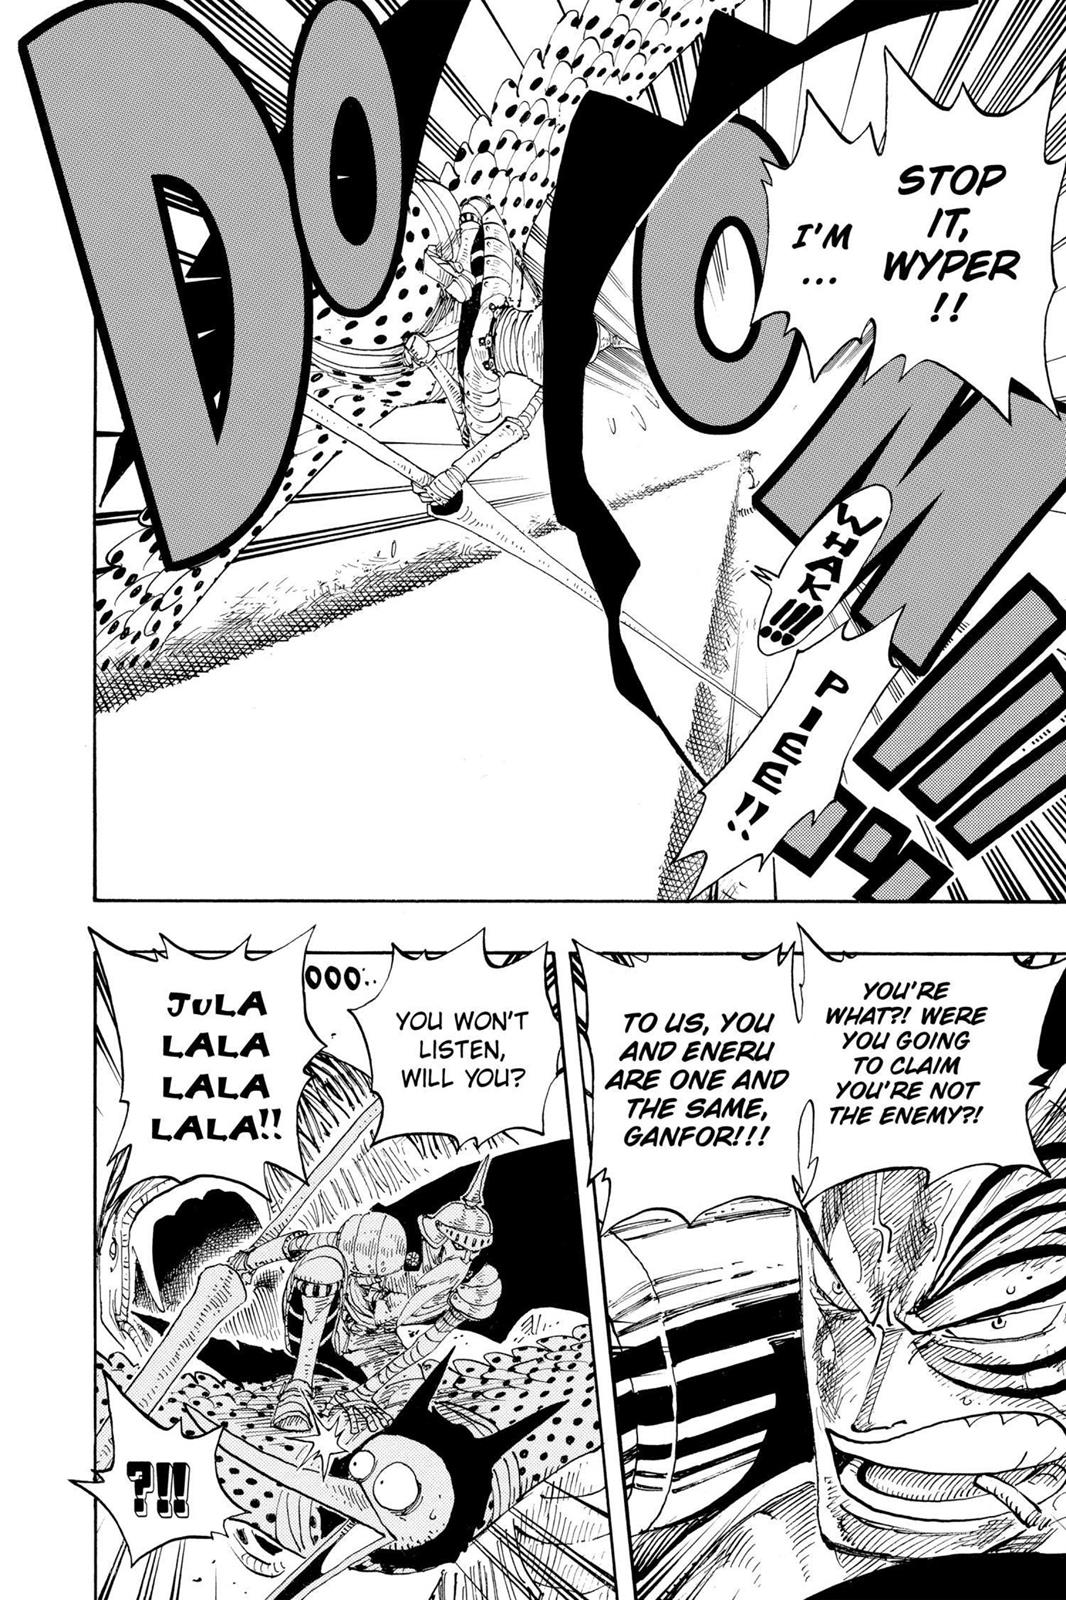 STOP
IT,
WYPER
!!
I'M
...
DOOM!!!
WHAK!!!!
PIEE!!
YOU'RE
WHAT?! WERE
YOU GOING
TO CLAIM
YOU'RE NOT
THE ENEMY?!
TO US, YOU
AND ENERU
ARE ONE AND
THE SAME,
GANFOR!!!
YOU WON'T
LISTEN,
WILL YOU?
OOO..
JULA
LALA
LALA
LALA!!
?!!!